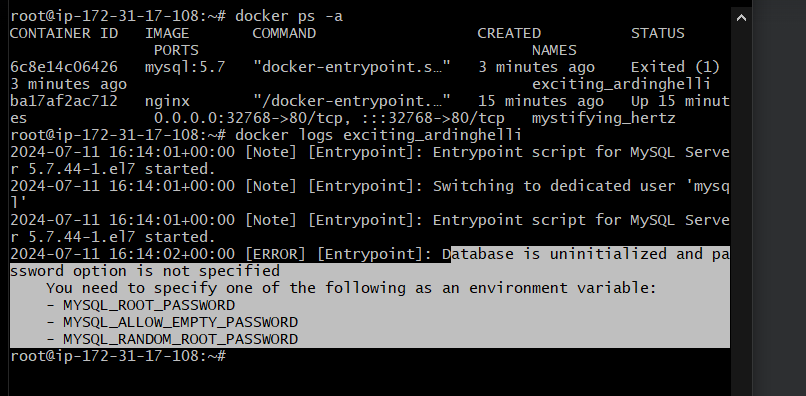 root@ip-172-31-17-108:~# docker ps -a
CONTAINER ID   IMAGE       COMMAND                  CREATED          STATUS
                 PORTS                                       NAMES
6c8e14c06426   mysql:5.7   "docker-entrypoint.s…"   3 minutes ago    Exited (1)
3 minutes ago                                                exciting_ardinghelli
ba17af2ac712   nginx       "/docker-entrypoint.…"   15 minutes ago   Up 15 minut
es               0.0.0.0:32768->80/tcp, :::32768->80/tcp   mystifying_hertz
root@ip-172-31-17-108:~# docker logs exciting_ardinghelli
2024-07-11 16:14:01+00:00 [Note] [Entrypoint]: Entrypoint script for MySQL Serve
r 5.7.44-1.el7 started.
2024-07-11 16:14:01+00:00 [Note] [Entrypoint]: Switching to dedicated user 'mysq
l'
2024-07-11 16:14:01+00:00 [Note] [Entrypoint]: Entrypoint script for MySQL Serve
r 5.7.44-1.el7 started.
2024-07-11 16:14:02+00:00 [ERROR] [Entrypoint]: Database is uninitialized and pa
ssword option is not specified
    You need to specify one of the following as an environment variable:
    - MYSQL_ROOT_PASSWORD
    - MYSQL_ALLOW_EMPTY_PASSWORD
    - MYSQL_RANDOM_ROOT_PASSWORD
root@ip-172-31-17-108:~#